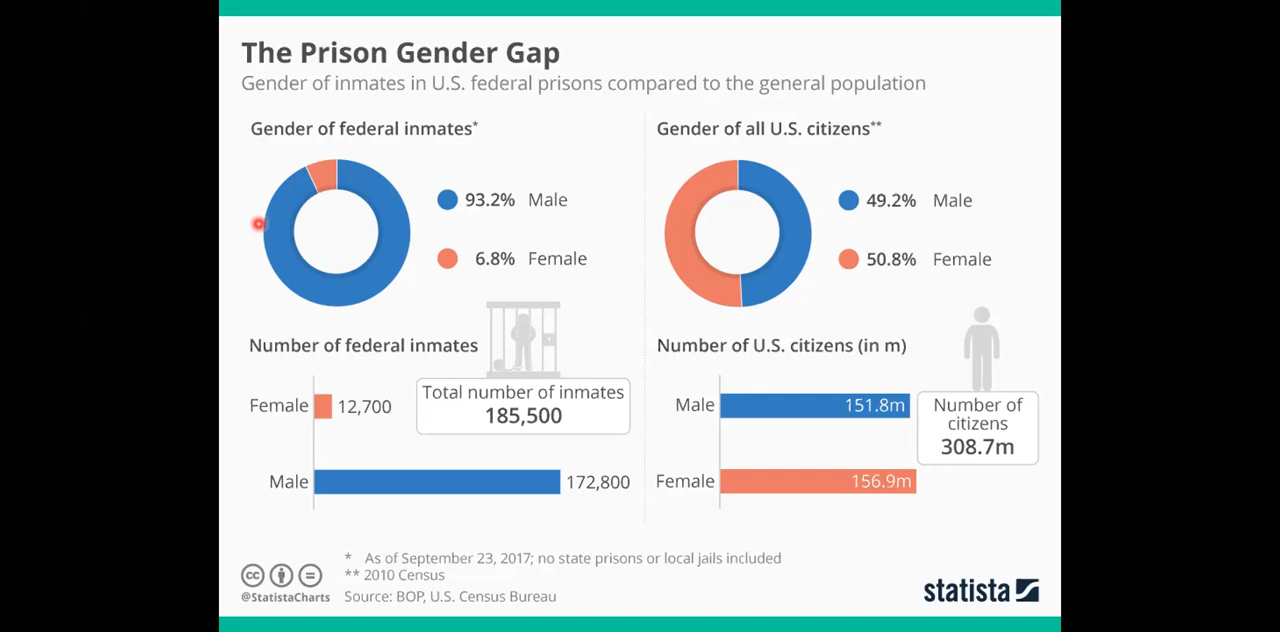 The Prison Gender Gap
Gender of inmates in U.S. federal prisons compared to the general population
Gender of federal inmates*
93.2% Male
6.8% Female
Number of federal inmates
Female 12,700
Total number of inmates
185,500
Male 172,800
Gender of all U.S. citizens**
49.2% Male
50.8% Female
Number of U.S. citizens (in m)
Male 151.8m
Number of
citizens
308.7m
Female 156.9m
* As of September 23, 2017; no state prisons or local jails included
** 2010 Census
Source: BOP, U.S. Census Bureau
cc
@StatistaCharts
statista